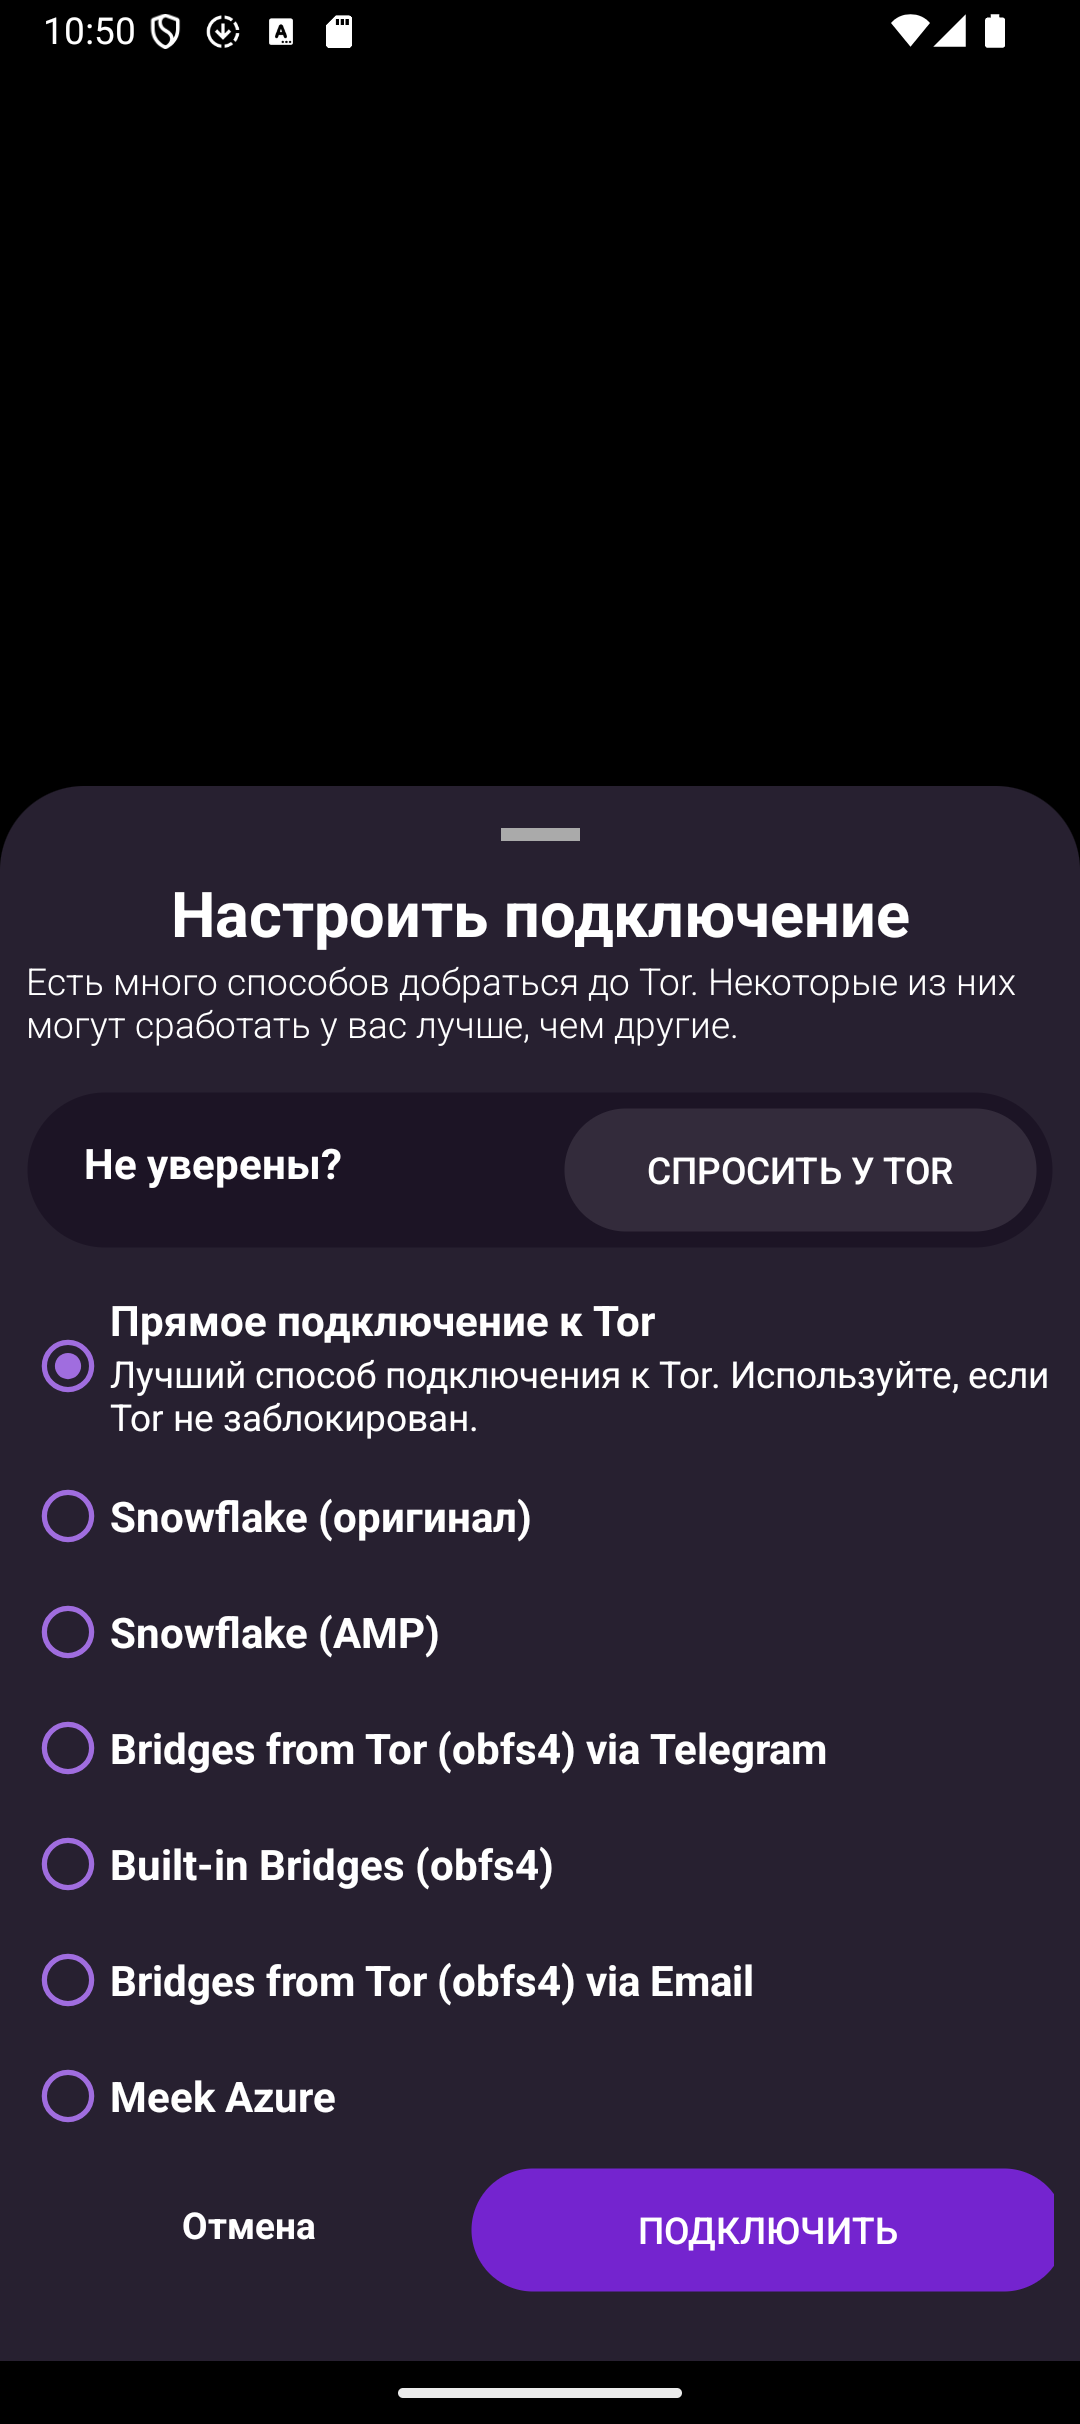 10:50
Настроить подключение
Есть много способов добраться до Tor. Некоторые из них
могут сработать у вас лучше, чем другие.
Не уверены?
СПРОСИТЬ У TOR
Прямое подключение к Tor
Лучший способ подключения к Tor. Используйте, если
Tor не заблокирован.
Snowflake (оригинал)
Snowflake (AMP)
Bridges from Tor (obfs4) via Telegram
Built-in Bridges (obfs4)
Bridges from Tor (obfs4) via Email
Meek Azure
Отмена
ПОДКЛЮЧИТЬ